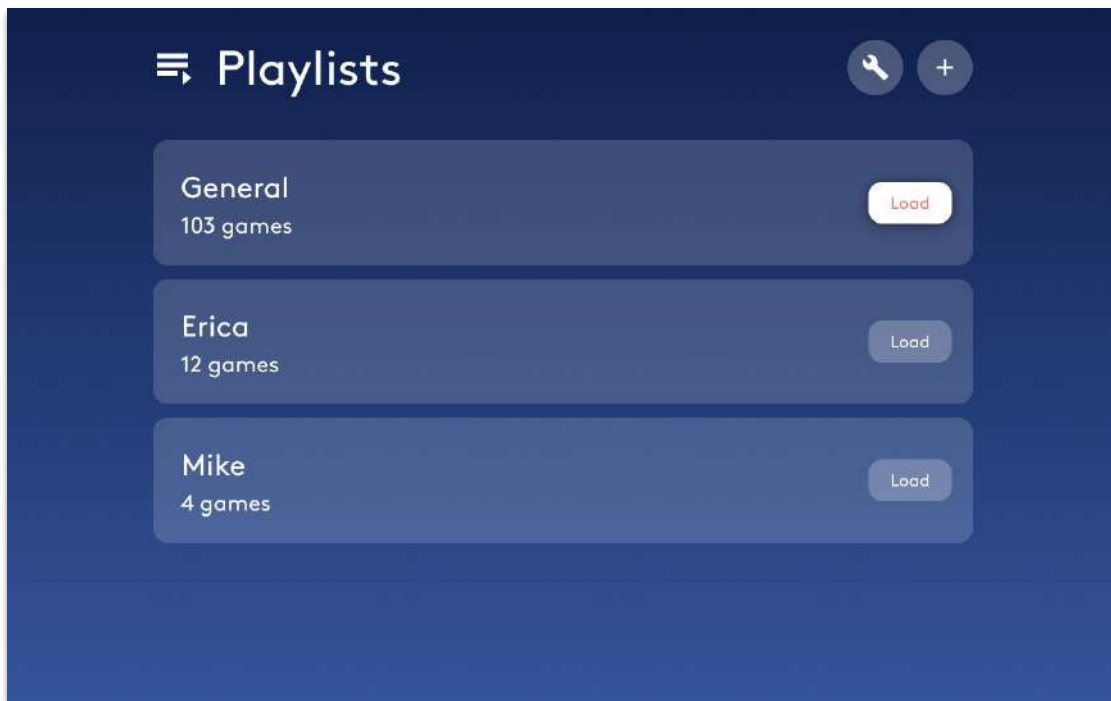 Playlists
General
103 games
Load
Erica
12 games
Load
Mike
4 games
Load